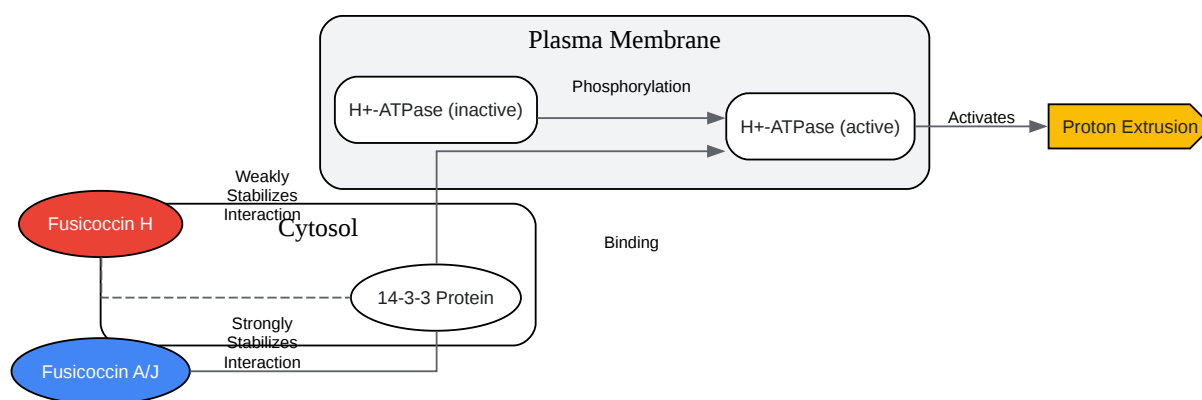 Plasma Membrane
Phosphorylation
H+-ATPase (inactive)
H+-ATPase (active)
Activates
Proton Extrusion
Weakly
Stabilizes
Interaction
Fusicoccin H
Cytosol
Binding
14-3-3 Protein
Strongly
Stabilizes
Interaction
Fusicoccin A/J